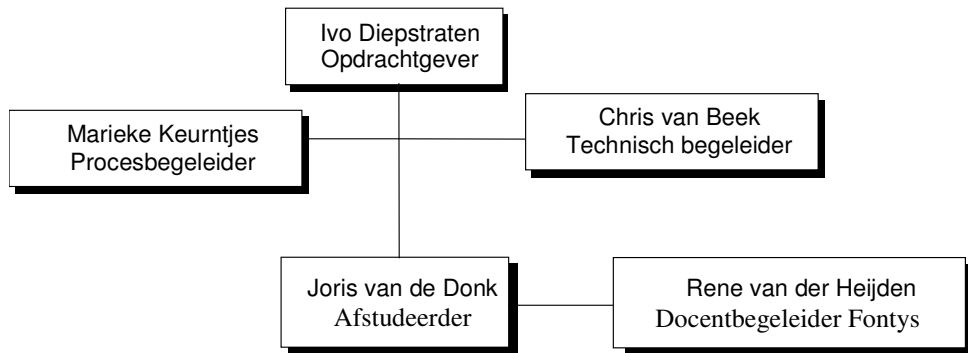 Ivo Diepstraten
Opdrachtgever
Marieke Keurntjes
Procesbegeleider
Chris van Beek
Technisch begeleider
Joris van de Donk
Afstudeerder
Rene van der Heijden
Docentbegeleider Fontys